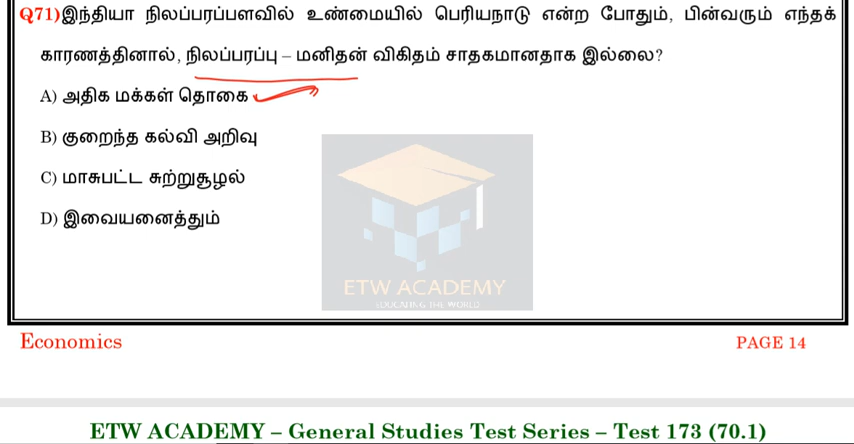 Q71)இந்தியா நிலப்பரப்பளவில் உண்மையில் பெரியநாடு என்ற போதும், பின்வரும் எந்தக்
காரணத்தினால், நிலப்பரப்பு – மனிதன் விகிதம் சாதகமானதாக இல்லை?
A) அதிக மக்கள் தொகை
B) குறைந்த கல்வி அறிவு
C) மாசுபட்ட சுற்றுசூழல்
D) இவையனைத்தும்
ETW ACADEMY
EDUCATING THE WORLD
Economics PAGE 14
ETW ACADEMY – General Studies Test Series – Test 173 (70.1)